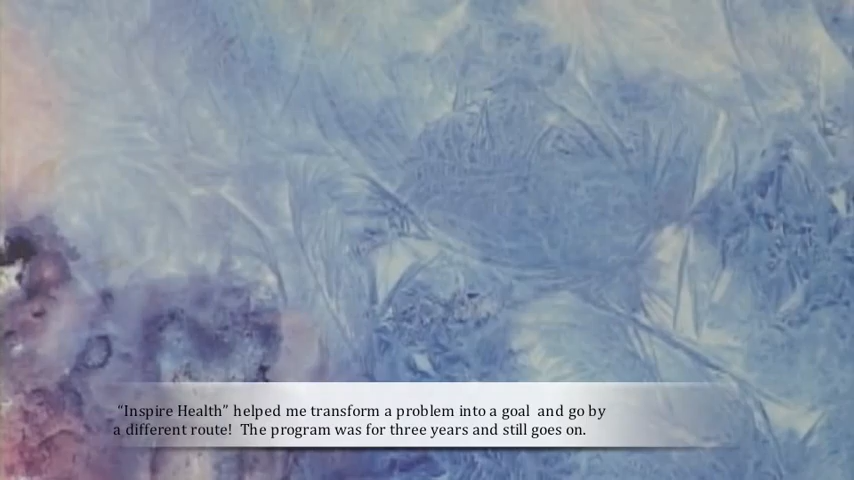 “Inspire Health” helped me transform a problem into a goal  and go by
a different route!  The program was for three years and still goes on.